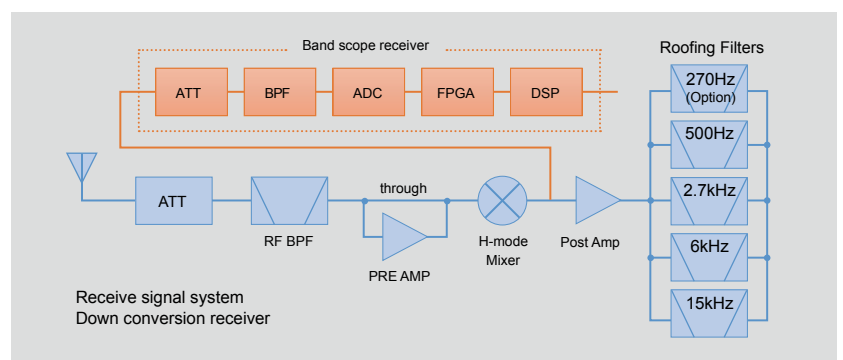 Band scope receiver
Roofing Filters
ATT
BPF
ADC
FPGA
DSP
270Hz
(Option)
500Hz
2.7kHz
6kHz
15kHz
ATT
RF BPF
through
PRE AMP
H-mode
Mixer
Post Amp
Receive signal system
Down conversion receiver